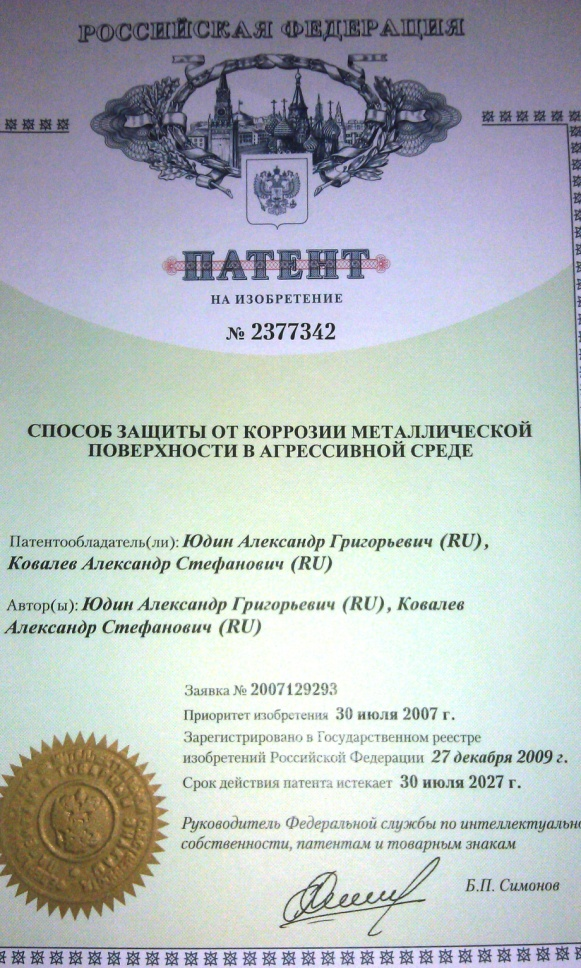 РОССИЙСКАЯ ФЕДЕРАЦИЯ
ПАТЕНТ
НА ИЗОБРЕТЕНИЕ
№ 2377342
СПОСОБ ЗАЩИТЫ ОТ КОРРОЗИИ МЕТАЛЛИЧЕСКОЙ
ПОВЕРХНОСТИ В АГРЕССИВНОЙ СРЕДЕ
Патентообладатель(ли): Юдин Александр Григорьевич (RU),
Ковалев Александр Стефанович (RU)
Автор(ы): Юдин Александр Григорьевич (RU), Ковалев
Александр Стефанович (RU)
Заявка № 2007129293
Приоритет изобретения 30 июля 2007 г.
Зарегистрировано в Государственном реестре
изобретений Российской Федерации 27 декабря 2009 г.
Срок действия патента истекает 30 июля 2027 г.
Руководитель Федеральной службы по интеллектуально
собственности, патентам и товарным знакам
Б.П. Симонов